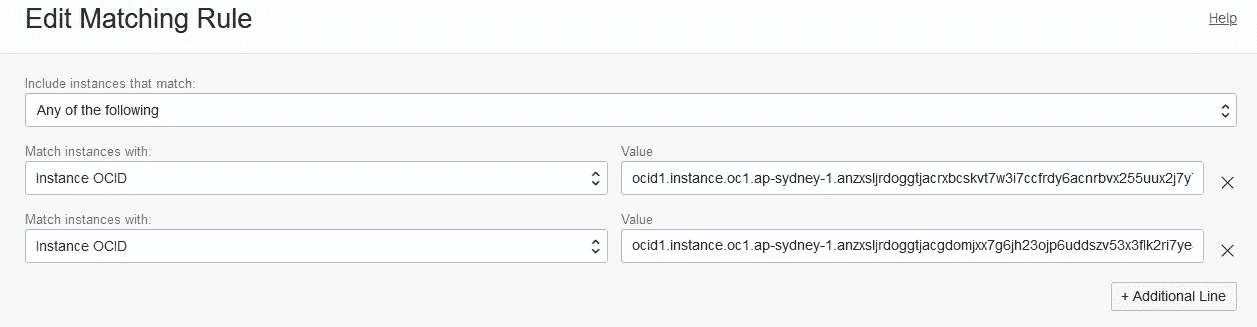 Edit Matching Rule
Help
Include instances that match:
Any of the following
Match instances with:
Value
Instance OCID
ocid1.instance.oc1.ap-sydney-1.anzxsljrdoggtjacrxbcskvt7w3i7ccfrdy6acnrbvx255uux2j7y
Match instances with:
Value
Instance OCID
ocid1.instance.oc1.ap-sydney-1.anzxsljrdoggtjacgdomjxx7g6jh23ojp6uddszv53x3flk2ri7ye
+ Additional Line